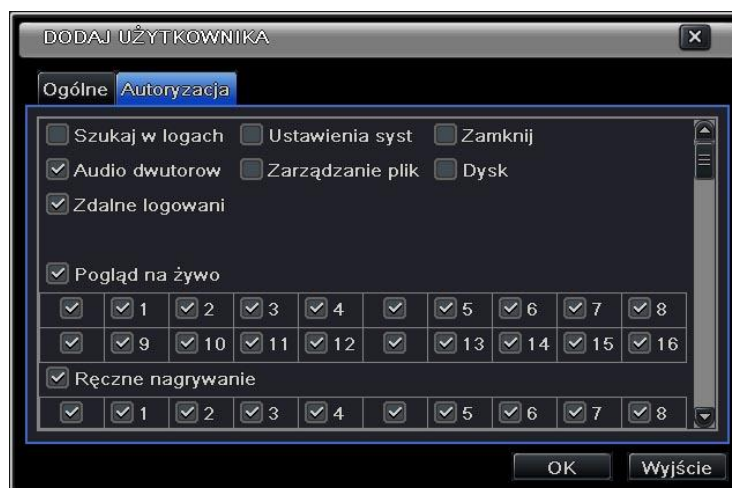 DODAJ UŻYTKOWNIKA
Ogólne Autoryzacja
Szukaj w logach Ustawienia syst Zamknij
Audio dwutorow Zarządzanie plik Dysk
Zdalne logowani
Pogląd na żywo
1 2 3 4 5 6 7 8
9 10 11 12 13 14 15 16
Ręczne nagrywanie
1 2 3 4 5 6 7 8
OK Wyjście